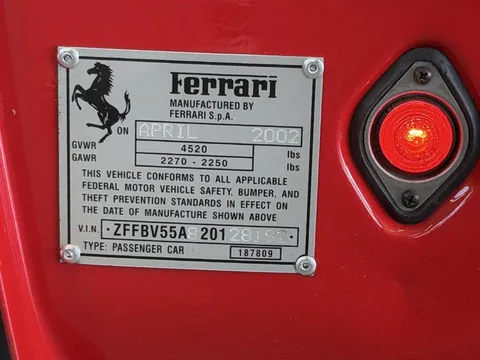 Ferrari
MANUFACTURED BY
FERRARI S.p.A.
ON APRIL 2002
GVWR 4520 lbs
GAWR 2270 - 2250 lbs
THIS VEHICLE CONFORMS TO ALL APPLICABLE
FEDERAL MOTOR VEHICLE SAFETY, BUMPER, AND
THEFT PREVENTION STANDARDS IN EFFECT ON
THE DATE OF MANUFACTURE SHOWN ABOVE
V.I.N.
TYPE: PASSENGER CAR 187809